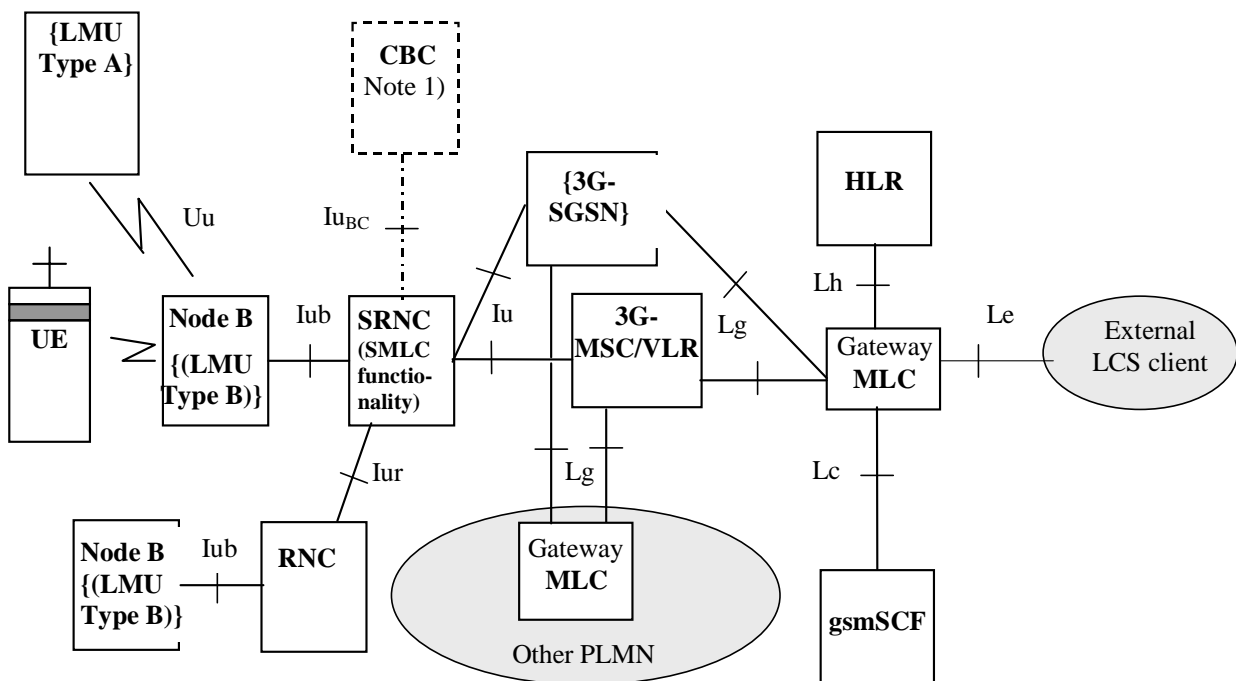 {LMU
Type A}
CBC
Note 1)
{3G-
SGSN}
HLR
Uu
Iu_BC
Lh
Iu
Lg
Le
UE
Node B
{(LMU
Type B)}
Iub
SRNC
(SMLC
functio-
nality)
3G-
MSC/VLR
Gateway
MLC
External
LCS client
Iur
Lg
Lc
Node B
{(LMU
Type B)}
Iub
RNC
Gateway
MLC
Other PLMN
gsmSCF